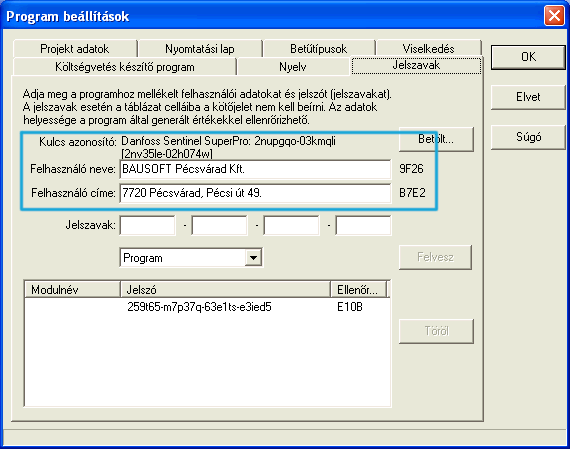 Program beállítások
Projekt adatok
Nyomtatási lap
Betűtípusok
Viselkedés
Költségvetés készítő program
Nyelv
Jelszavak
OK
Elvet
Súgó
Adja meg a programhoz mellékelt felhasználói adatokat és jelszót (jelszavakat).
A jelszavak esetén a táblázat celláiba a kötőjelet nem kell beírni. Az adatok
helyessége a program által generált értékekkel ellenőrizhető.
Kulcs azonosító: Danfoss Sentinel SuperPro: 2nupgqo-03kmqli
[2nv35le-02h074w]
Betölt...
Felhasználó neve: BAUSOFT Pécsvárad Kft. 9F26
Felhasználó címe: 7720 Pécsvárad, Pécsi út 49. B7E2
Jelszavak: - - -
Program
Felvesz
Modulnév Jelszó Ellenőr...
259t65-m7p37q-63e1ts-e3ied5 E10B
Töröl